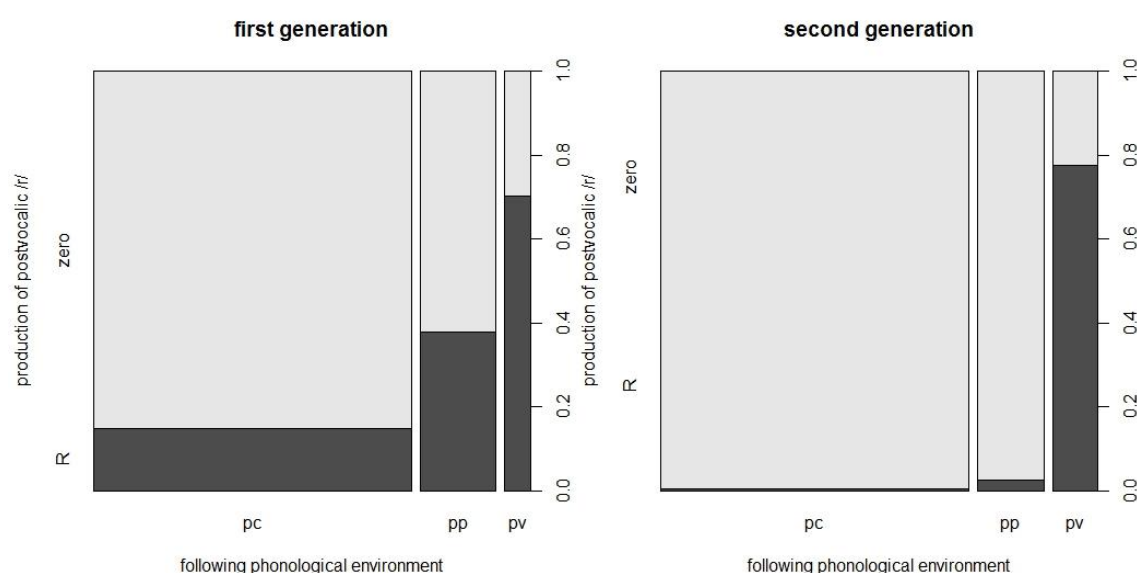 first generation
production of postvocalic /r/
zero
R
0.0 0.2 0.4 0.6 0.8 1.0
pc pp pv
following phonological environment
second generation
production of postvocalic /r/
zero
R
0.0 0.2 0.4 0.6 0.8 1.0
pc pp pv
following phonological environment